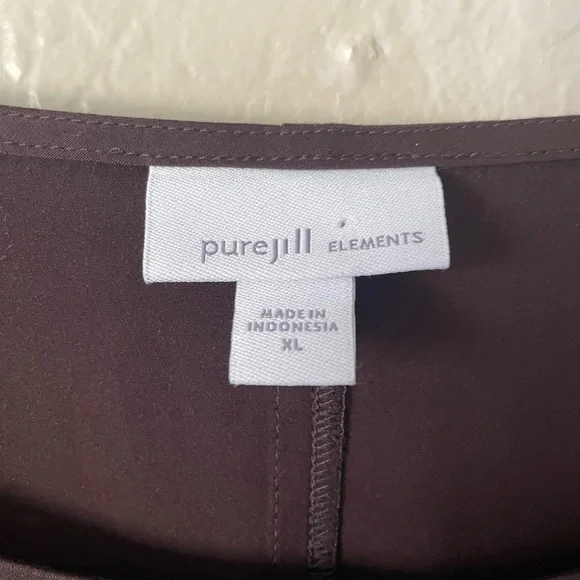 purejill ELEMENTS
MADE IN
INDONESIA
XL